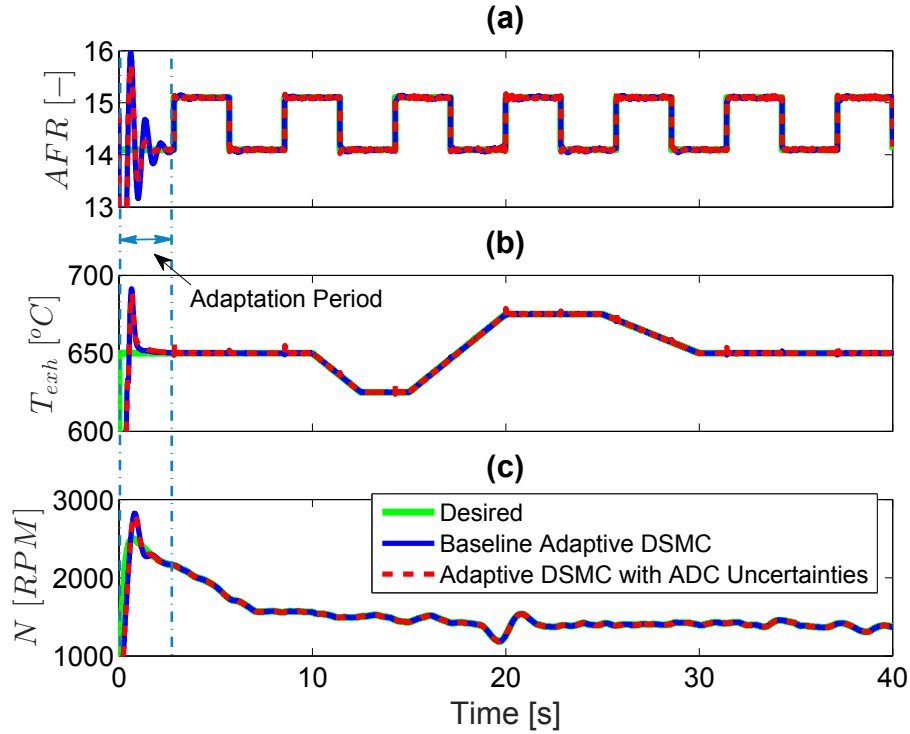 (a)
AFR [−]
16
15
14
13
(b)
Adaptation Period
T_exh [°C]
700
650
600
(c)
N [RPM]
3000
2000
1000
Desired
Baseline Adaptive DSMC
Adaptive DSMC with ADC Uncertainties
0 10 20 30 40
Time [s]